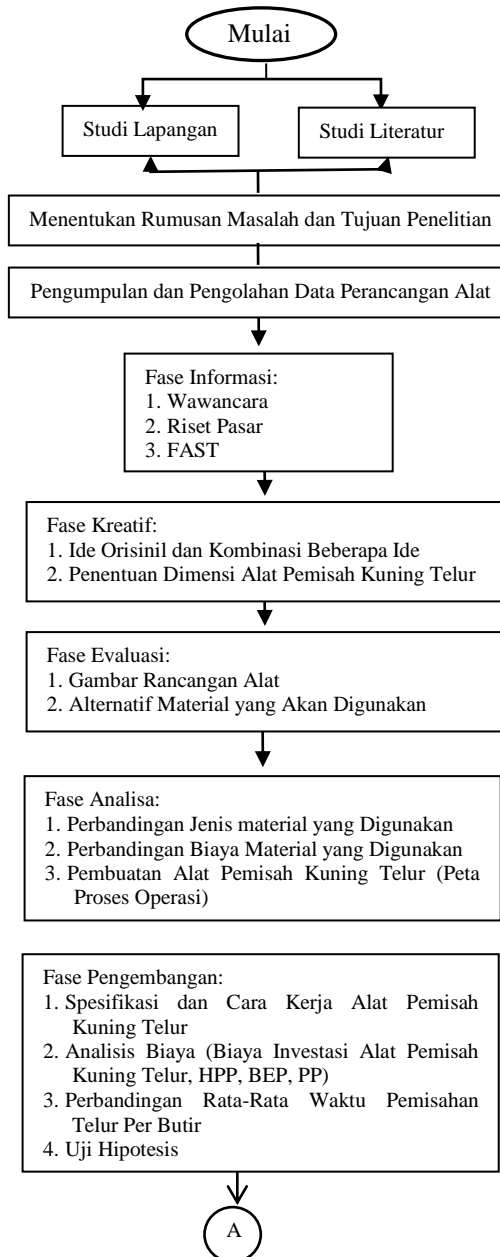 Mulai
Studi Lapangan
Studi Literatur
Menentukan Rumusan Masalah dan Tujuan Penelitian
Pengumpulan dan Pengolahan Data Perancangan Alat
Fase Informasi:
1. Wawancara
2. Riset Pasar
3. FAST
Fase Kreatif:
1. Ide Orisinil dan Kombinasi Beberapa Ide
2. Penentuan Dimensi Alat Pemisah Kuning Telur
Fase Evaluasi:
1. Gambar Rancangan Alat
2. Alternatif Material yang Akan Digunakan
Fase Analisa:
1. Perbandingan Jenis material yang Digunakan
2. Perbandingan Biaya Material yang Digunakan
3. Pembuatan Alat Pemisah Kuning Telur (Peta
Proses Operasi)
Fase Pengembangan:
1. Spesifikasi dan Cara Kerja Alat Pemisah
Kuning Telur
2. Analisis Biaya (Biaya Investasi Alat Pemisah
Kuning Telur, HPP, BEP, PP)
3. Perbandingan Rata-Rata Waktu Pemisahan
Telur Per Butir
4. Uji Hipotesis
A